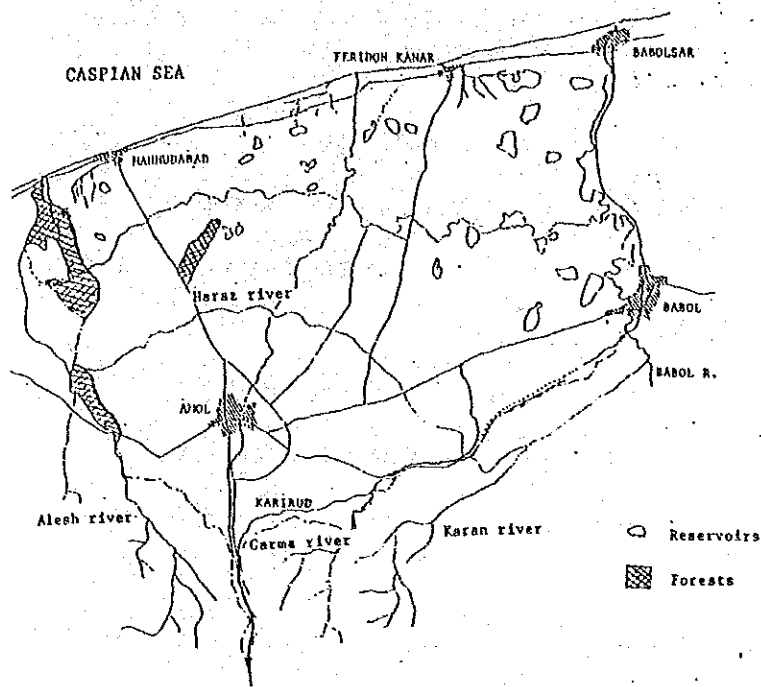 CASPIAN SEA
FERIDON KANAR
BABOLSAR
MAHMUDABAD
Haraz river
BABOL
BABOL R.
AMOL
Alesh river
KARIRUD
Garma river
Karan river
Reservoirs
Forests